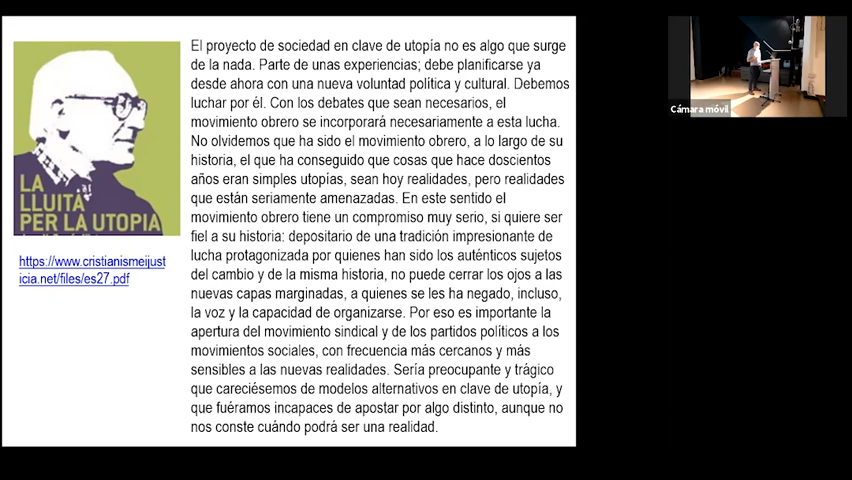 LA
LLUITA
PER LA UTOPIA
https://www.cristianismeijust
icia.net/files/es27.pdf
El proyecto de sociedad en clave de utopía no es algo que surge
de la nada. Parte de unas experiencias; debe planificarse ya
desde ahora con una nueva voluntad política y cultural. Debemos
luchar por él. Con los debates que sean necesarios, el
movimiento obrero se incorporará necesariamente a esta lucha.
No olvidemos que ha sido el movimiento obrero, a lo largo de su
historia, el que ha conseguido que cosas que hace doscientos
años eran simples utopías, sean hoy realidades, pero realidades
que están seriamente amenazadas. En este sentido el
movimiento obrero tiene un compromiso muy serio, si quiere ser
fiel a su historia: depositario de una tradición impresionante de
lucha protagonizada por quienes han sido los auténticos sujetos
del cambio y de la misma historia, no puede cerrar los ojos a las
nuevas capas marginadas, a quienes se les ha negado, incluso,
la voz y la capacidad de organizarse. Por eso es importante la
apertura del movimiento sindical y de los partidos políticos a los
movimientos sociales, con frecuencia más cercanos y más
sensibles a las nuevas realidades. Sería preocupante y trágico
que careciésemos de modelos alternativos en clave de utopía, y
que fuéramos incapaces de apostar por algo distinto, aunque no
nos conste cuándo podrá ser una realidad.
Cámara móvil